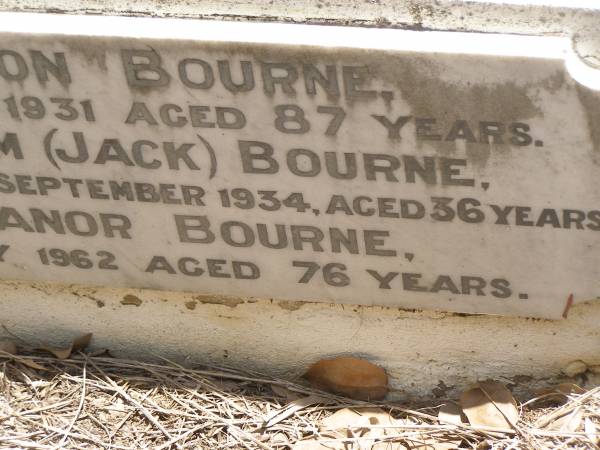 ON BOURNE,
1931 AGED 87 YEARS.
M (JACK) BOURNE,
SEPTEMBER 1934, AGED 36 YEARS
ANOR BOURNE,
Y 1962 AGED 76 YEARS.